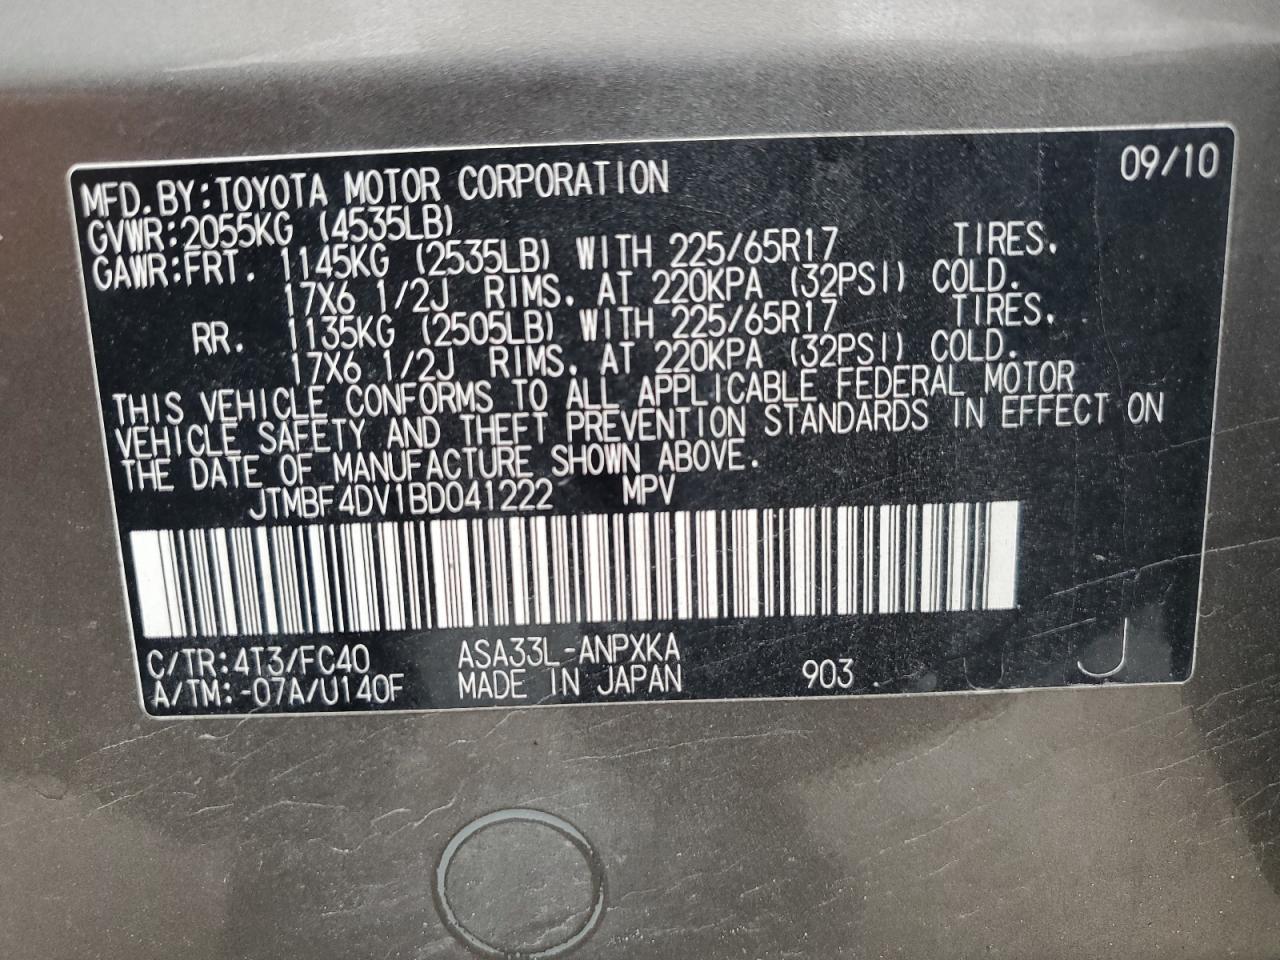 09/10
MFD.BY:TOYOTA MOTOR CORPORATION
GVWR:2055KG (4535LB)
GAWR:FRT. 1145KG (2535LB) WITH 225/65R17 TIRES.
17X6 1/2J RIMS. AT 220KPA (32PSI) COLD.
RR. 1135KG (2505LB) WITH 225/65R17 TIRES.
17X6 1/2J RIMS. AT 220KPA (32PSI) COLD.
THIS VEHICLE CONFORMS TO ALL APPLICABLE FEDERAL MOTOR
VEHICLE SAFETY AND THEFT PREVENTION STANDARDS IN EFFECT ON
THE DATE OF MANUFACTURE SHOWN ABOVE.
JTMBF4DV1BD041222 MPV
C/TR:4T3/FC40 ASA33L-ANPXKA
A/TM:-07A/U140F MADE IN JAPAN 903
J J